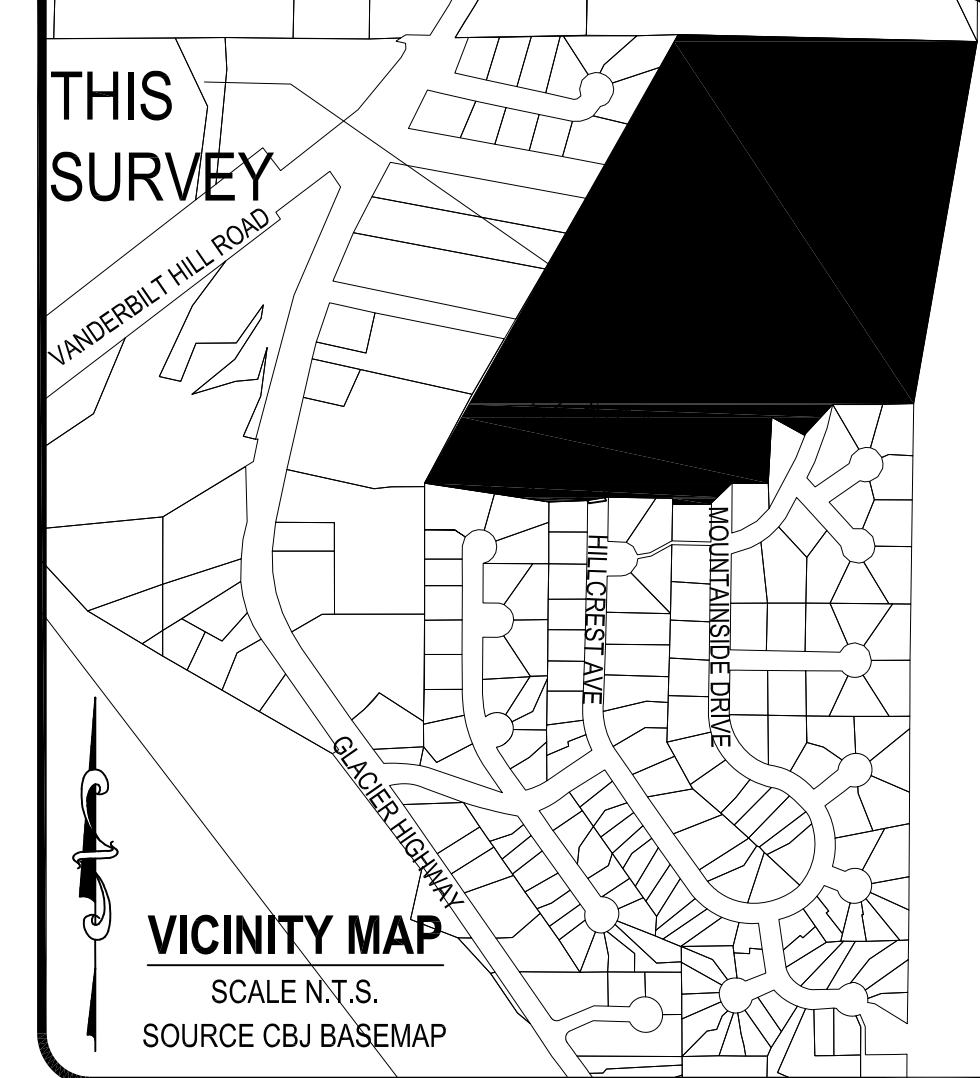 THIS
SURVEY
VANDERBILT HILL ROAD
HILLCREST AVE
MOUNTAINSIDE DRIVE
GLACIER HIGHWAY
VICINITY MAP
SCALE N.T.S.
SOURCE CBJ BASEMAP